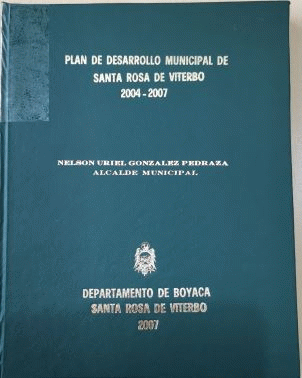 PLAN DE DESARROLLO MUNICIPAL DE
SANTA ROSA DE VITERBO
2004-2007
NELSON URIEL GONZALEZ PEDRAZA
ALCALDE MUNICIPAL
DEPARTAMENTO DE BOYACA
SANTA ROSA DE VITERBO
2007